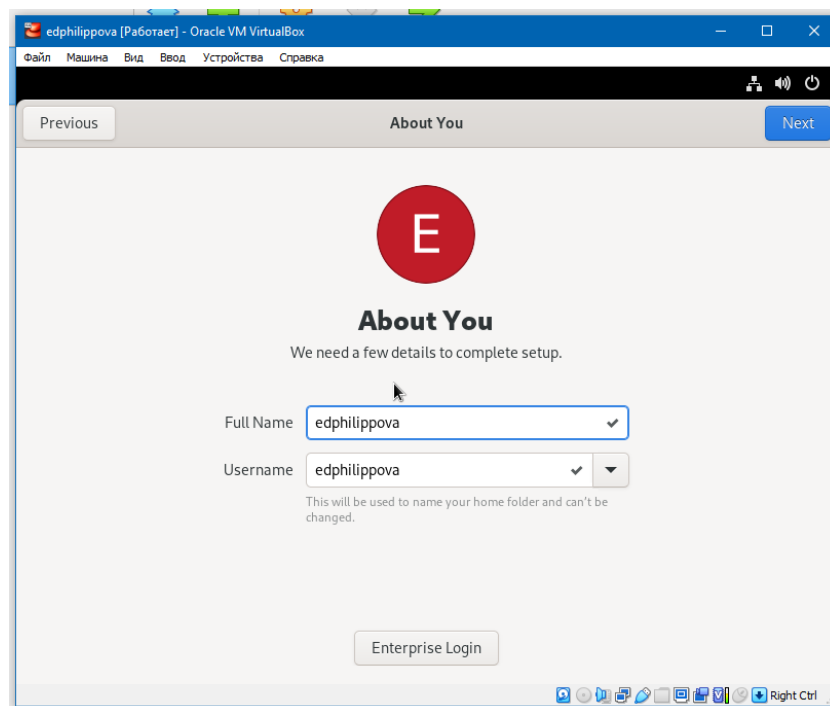 edphilippova [Работает] - Oracle VM VirtualBox
Файл Машина Вид Ввод Устройства Справка
Previous About You Next
E
About You
We need a few details to complete setup.
Full Name edphilippova
Username edphilippova
This will be used to name your home folder and can't be
changed.
Enterprise Login
Right Ctrl